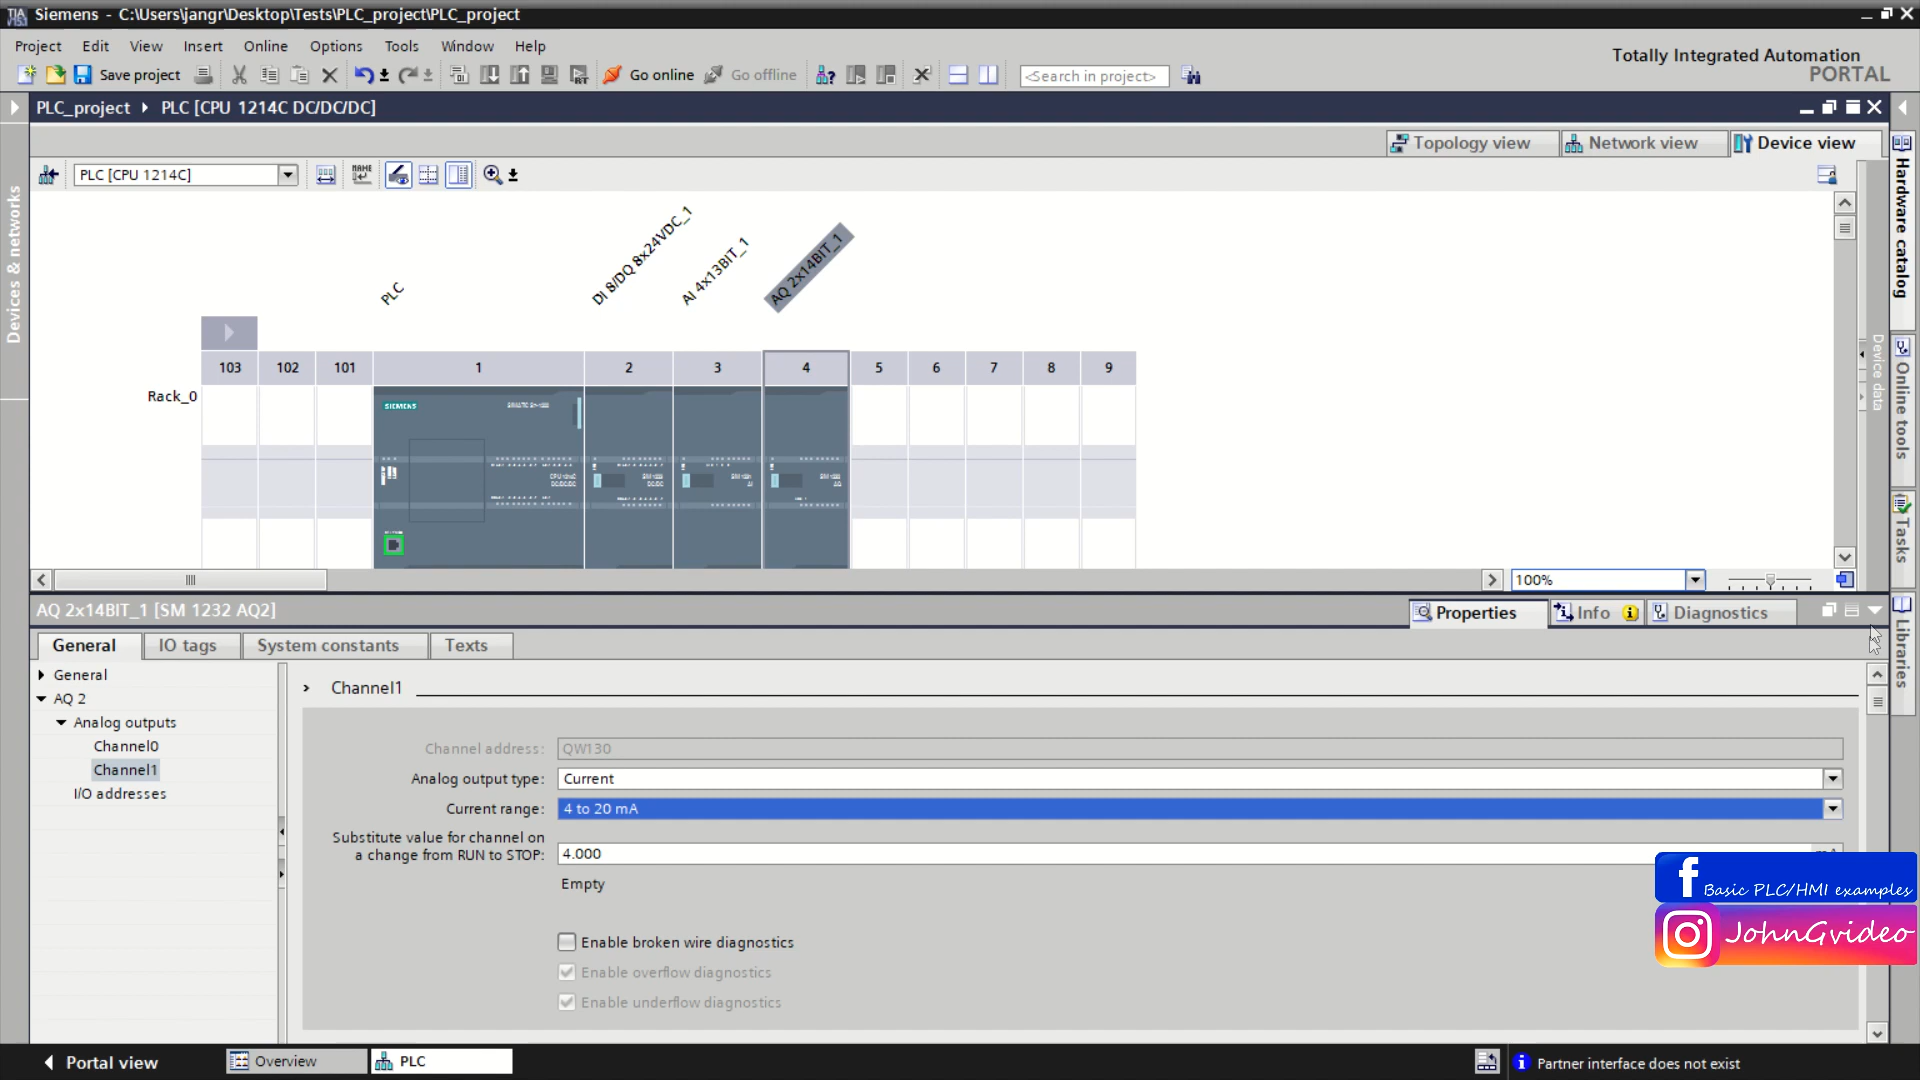 Siemens - C:\Users\jangr\Desktop\Tests\PLC_project\PLC_project
Project Edit View Insert Online Options Tools Window Help
Totally Integrated Automation
PORTAL
Save project
Go online
Go offline
<Search in project>
PLC_project PLC [CPU 1214C DC/DC/DC]
Topology view
Network view
Device view
PLC [CPU 1214C]
Devices & networks
PLC
DI 8/DQ 8x24VDC_1
AI 4x13BIT_1
AQ 2x14BIT_1
103 102 101 1 2 3 4 5 6 7 8 9
Rack_0
SIEMENS
100%
Device data
Hardware catalog
Online tools
Tasks
Libraries
AQ 2x14BIT_1 [SM 1232 AQ2]
Properties
Info
Diagnostics
General
IO tags
System constants
Texts
General
AQ 2
Analog outputs
Channel0
Channel1
I/O addresses
Channel1
Channel address: QW130
Analog output type: Current
Current range: 4 to 20 mA
Substitute value for channel on
a change from RUN to STOP: 4.000
Empty
Enable broken wire diagnostics
Enable overflow diagnostics
Enable underflow diagnostics
Basic PLC/HMI examples
JohnGvideo
Portal view
Overview
PLC
Partner interface does not exist